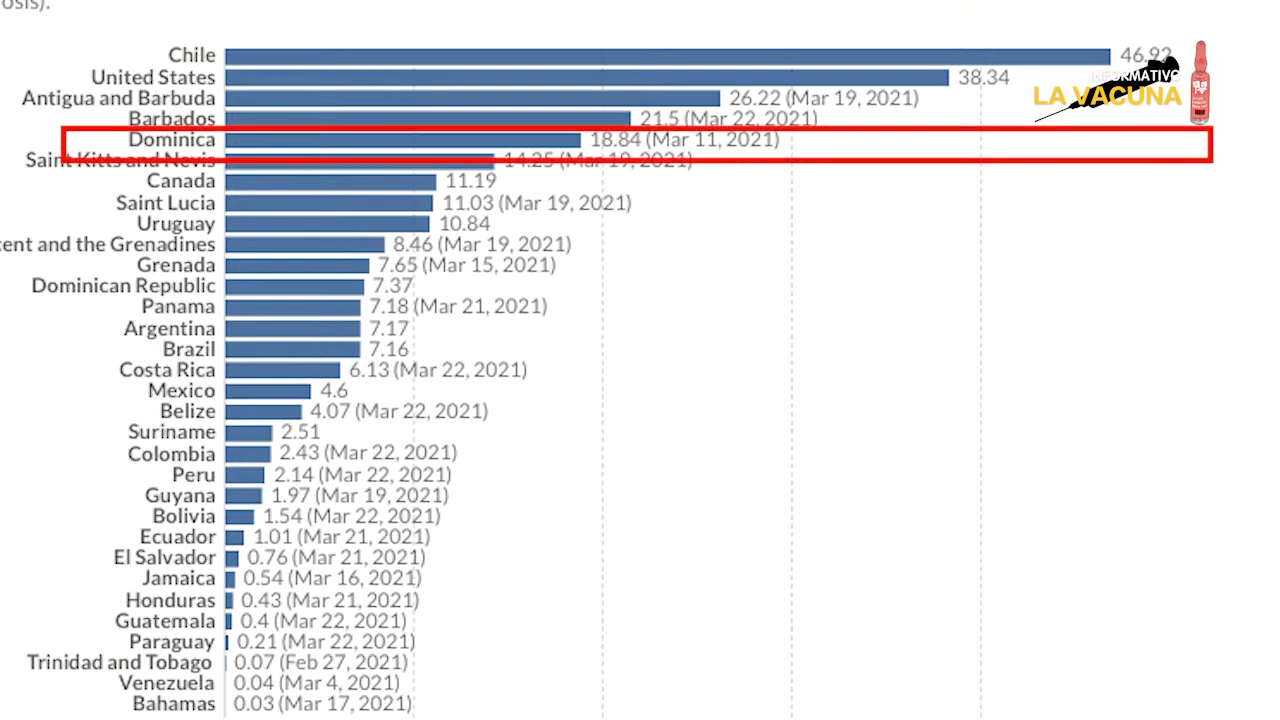 osis).
Chile 46.92
United States 38.34
Antigua and Barbuda 26.22 (Mar 19, 2021)
Barbados 21.5 (Mar 22, 2021)
Dominica 18.84 (Mar 11, 2021)
Saint Kitts and Nevis 14.25 (Mar 19, 2021)
Canada 11.19
Saint Lucia 11.03 (Mar 19, 2021)
Uruguay 10.84
cent and the Grenadines 8.46 (Mar 19, 2021)
Grenada 7.65 (Mar 15, 2021)
Dominican Republic 7.37
Panama 7.18 (Mar 21, 2021)
Argentina 7.17
Brazil 7.16
Costa Rica 6.13 (Mar 22, 2021)
Mexico 4.6
Belize 4.07 (Mar 22, 2021)
Suriname 2.51
Colombia 2.43 (Mar 22, 2021)
Peru 2.14 (Mar 22, 2021)
Guyana 1.97 (Mar 19, 2021)
Bolivia 1.54 (Mar 22, 2021)
Ecuador 1.01 (Mar 21, 2021)
El Salvador 0.76 (Mar 21, 2021)
Jamaica 0.54 (Mar 16, 2021)
Honduras 0.43 (Mar 21, 2021)
Guatemala 0.4 (Mar 22, 2021)
Paraguay 0.21 (Mar 22, 2021)
Trinidad and Tobago 0.07 (Feb 27, 2021)
Venezuela 0.04 (Mar 4, 2021)
Bahamas 0.03 (Mar 17, 2021)
INFORMATIVO
LA VACUNA